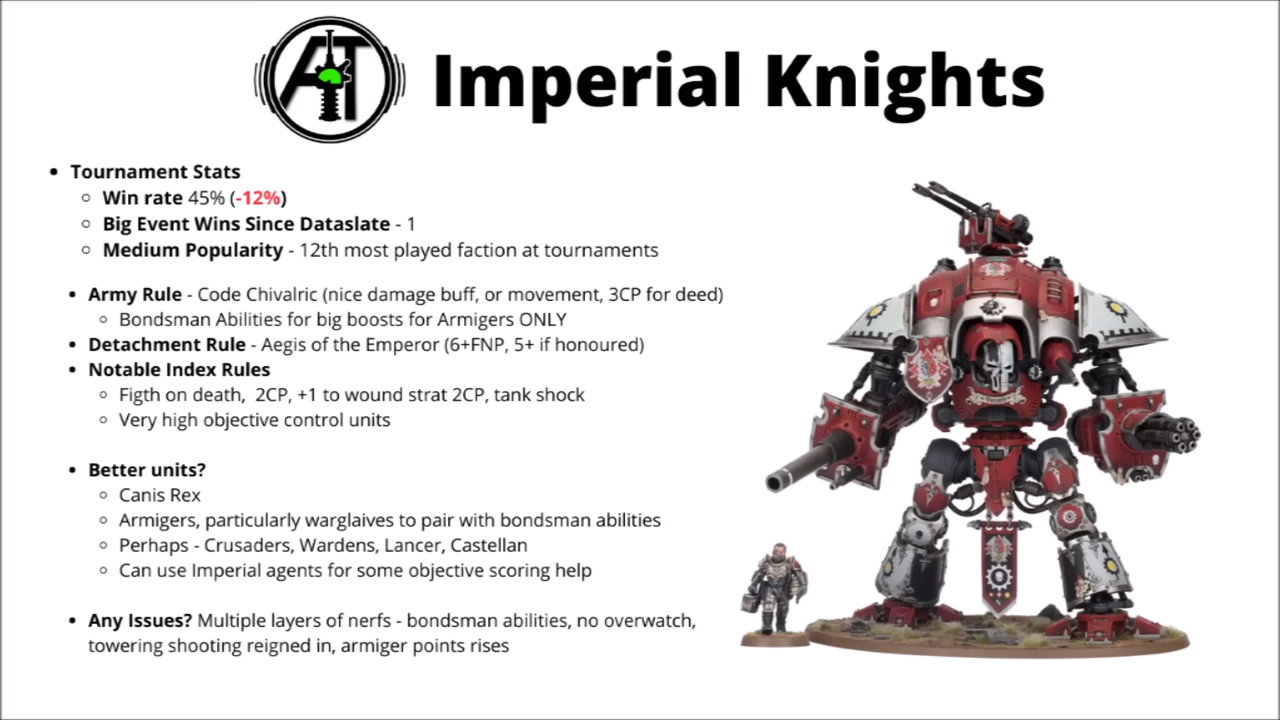 AT
Imperial Knights
• Tournament Stats
○ Win rate 45% (-12%)
○ Big Event Wins Since Dataslate - 1
○ Medium Popularity - 12th most played faction at tournaments
• Army Rule - Code Chivalric (nice damage buff, or movement, 3CP for deed)
○ Bondsman Abilities for big boosts for Armigers ONLY
• Detachment Rule - Aegis of the Emperor (6+FNP, 5+ if honoured)
• Notable Index Rules
○ Figth on death,  2CP, +1 to wound strat 2CP, tank shock
○ Very high objective control units
• Better units?
○ Canis Rex
○ Armigers, particularly warglaives to pair with bondsman abilities
○ Perhaps - Crusaders, Wardens, Lancer, Castellan
○ Can use Imperial agents for some objective scoring help
• Any Issues? Multiple layers of nerfs - bondsman abilities, no overwatch,
towering shooting reigned in, armiger points rises